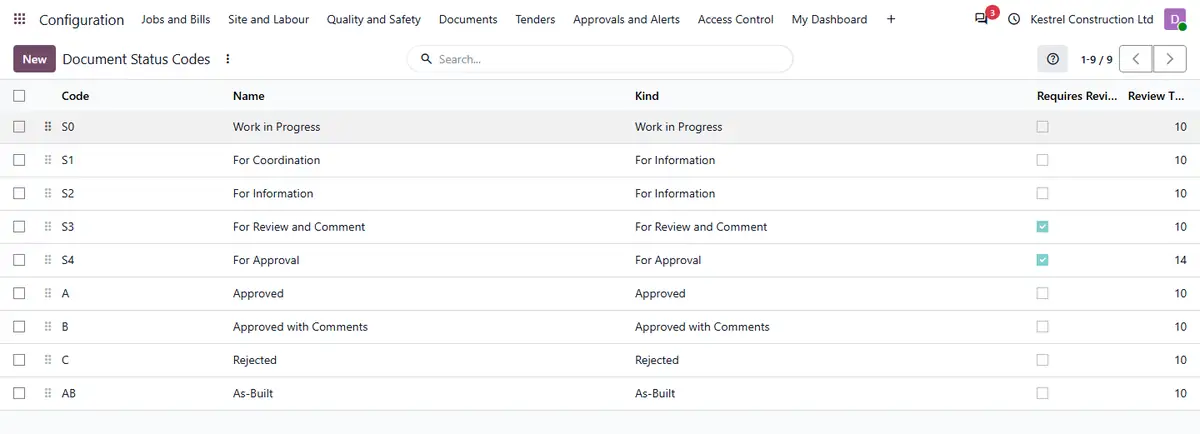 Configuration Jobs and Bills Site and Labour Quality and Safety Documents Tenders Approvals and Alerts Access Control My Dashboard + 3 Kestrel Construction Ltd D
New Document Status Codes Search... 1-9 / 9
Code Name Kind Requires Revi... Review T...
S0 Work in Progress Work in Progress 10
S1 For Coordination For Information 10
S2 For Information For Information 10
S3 For Review and Comment For Review and Comment 10
S4 For Approval For Approval 14
A Approved Approved 10
B Approved with Comments Approved with Comments 10
C Rejected Rejected 10
AB As-Built As-Built 10